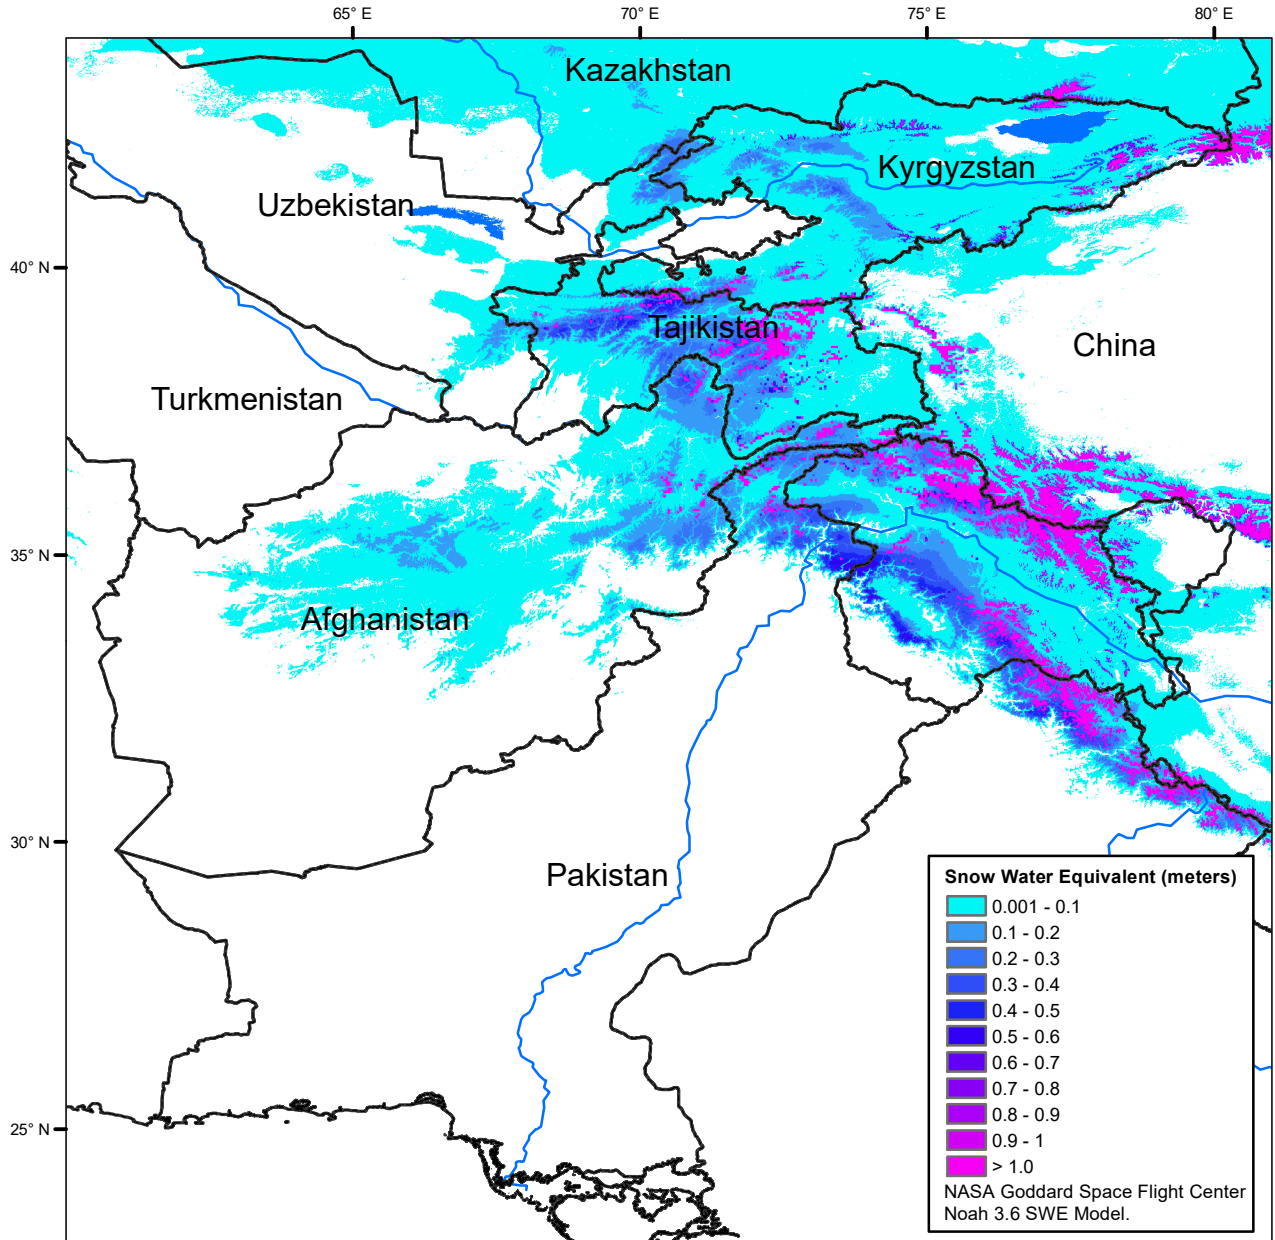 65° E
70° E
75° E
80° E
Kazakhstan
Kyrgyzstan
Uzbekistan
40° N
Tajikistan
China
Turkmenistan
35° N
Afghanistan
30° N
Pakistan
25° N
Snow Water Equivalent (meters)
0.001 - 0.1
0.1 - 0.2
0.2 - 0.3
0.3 - 0.4
0.4 - 0.5
0.5 - 0.6
0.6 - 0.7
0.7 - 0.8
0.8 - 0.9
0.9 - 1
> 1.0
NASA Goddard Space Flight Center
Noah 3.6 SWE Model.